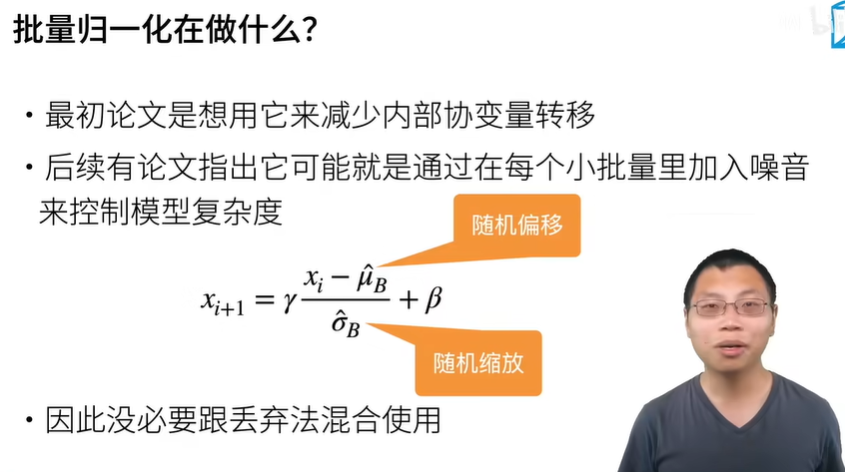 批量归一化在做什么？
• 最初论文是想用它来减少内部协变量转移
• 后续有论文指出它可能就是通过在每个小批量里加入噪音
来控制模型复杂度
随机偏移
x_{i+1} = γ \frac{x_i − \hat{μ}_B}{\hat{σ}_B} + β
随机缩放
• 因此没必要跟丢弃法混合使用